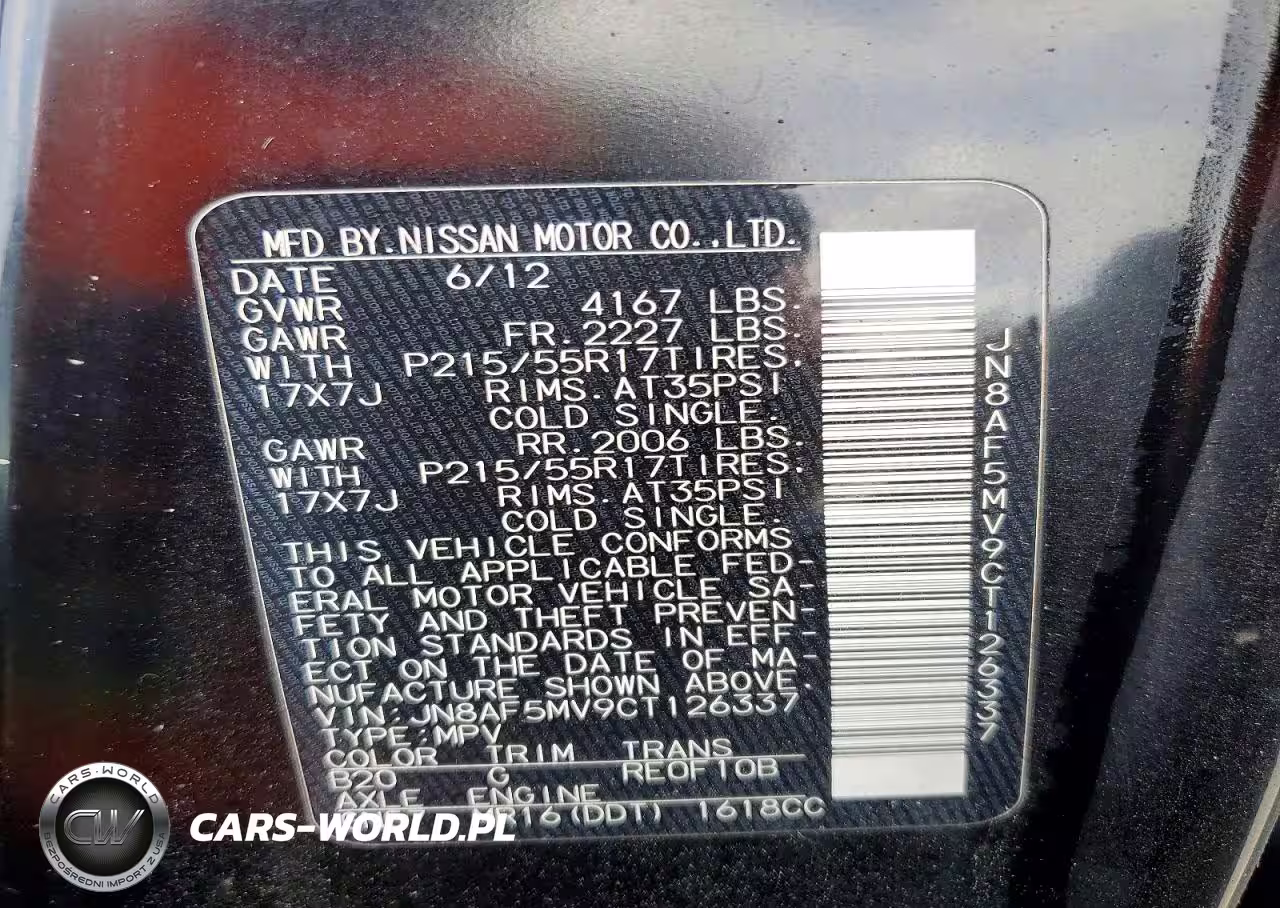 MFD BY.NISSAN MOTOR CO.,LTD.
DATE 6/12
GVWR 4167 LBS.
GAWR FR.2227 LBS.
WITH P215/55R17TIRES.
17X7J RIMS.AT35PSI
COLD SINGLE.
GAWR RR.2006 LBS.
WITH P215/55R17TIRES.
17X7J RIMS.AT35PSI
COLD SINGLE.
THIS VEHICLE CONFORMS
TO ALL APPLICABLE FED-
ERAL MOTOR VEHICLE SA-
FETY AND THEFT PREVEN-
TION STANDARDS IN EFF-
ECT ON THE DATE OF MA-
NUFACTURE SHOWN ABOVE.
VIN:JN8AF5MV9CT126337
TYPE:MPV
COLOR TRIM TRANS
B20 G RE0F10B
AXLE ENGINE
MR16(DDT) 1618CC
JN8AF5MV9CT126337
CARS-WORLD
CW
BEZPOŚREDNI IMPORT Z USA
CARS-WORLD.PL